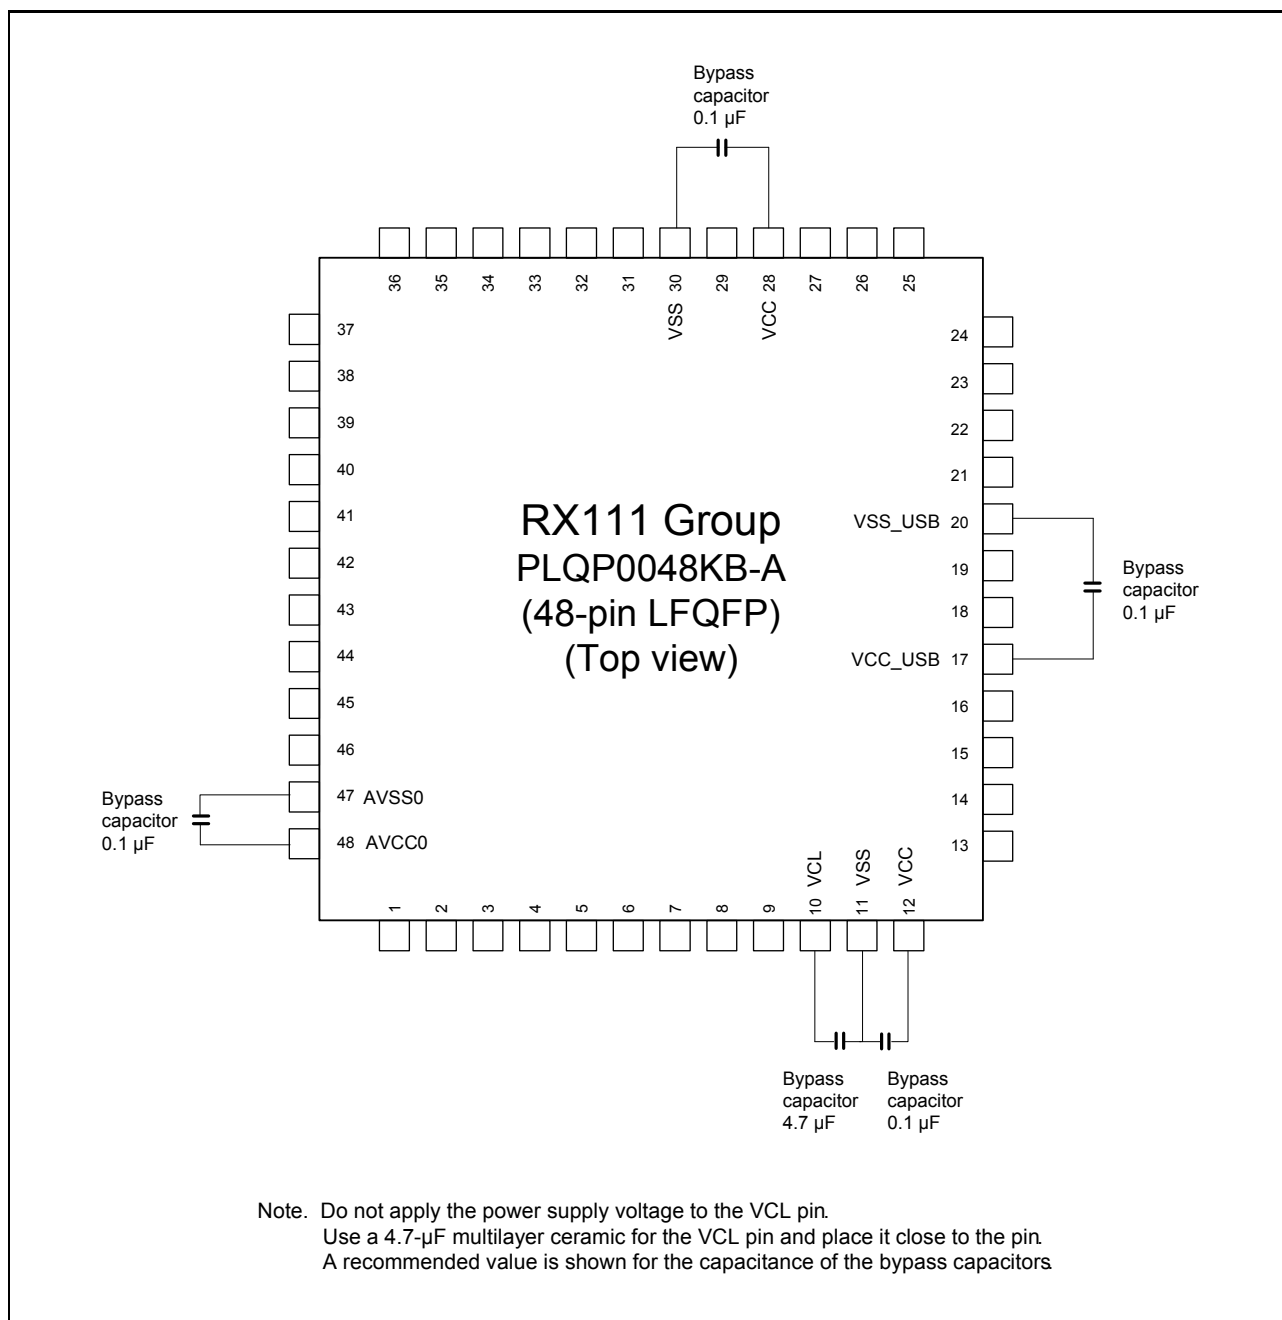 Bypass
capacitor
0.1 µF
36 35 34 33 32 31 30 29 28 27 26 25
VSS VCC
37
38
39
40
41
42
43
44
45
46
47 AVSS0
48 AVCC0
24
23
22
21
VSS_USB 20
19
18
VCC_USB 17
16
15
14
13
RX111 Group
PLQP0048KB-A
(48-pin LFQFP)
(Top view)
Bypass
capacitor
0.1 µF
Bypass
capacitor
0.1 µF
VCL VSS VCC
1 2 3 4 5 6 7 8 9 10 11 12
Bypass
capacitor
4.7 µF
Bypass
capacitor
0.1 µF
Note. Do not apply the power supply voltage to the VCL pin.
Use a 4.7-µF multilayer ceramic for the VCL pin and place it close to the pin.
A recommended value is shown for the capacitance of the bypass capacitors.